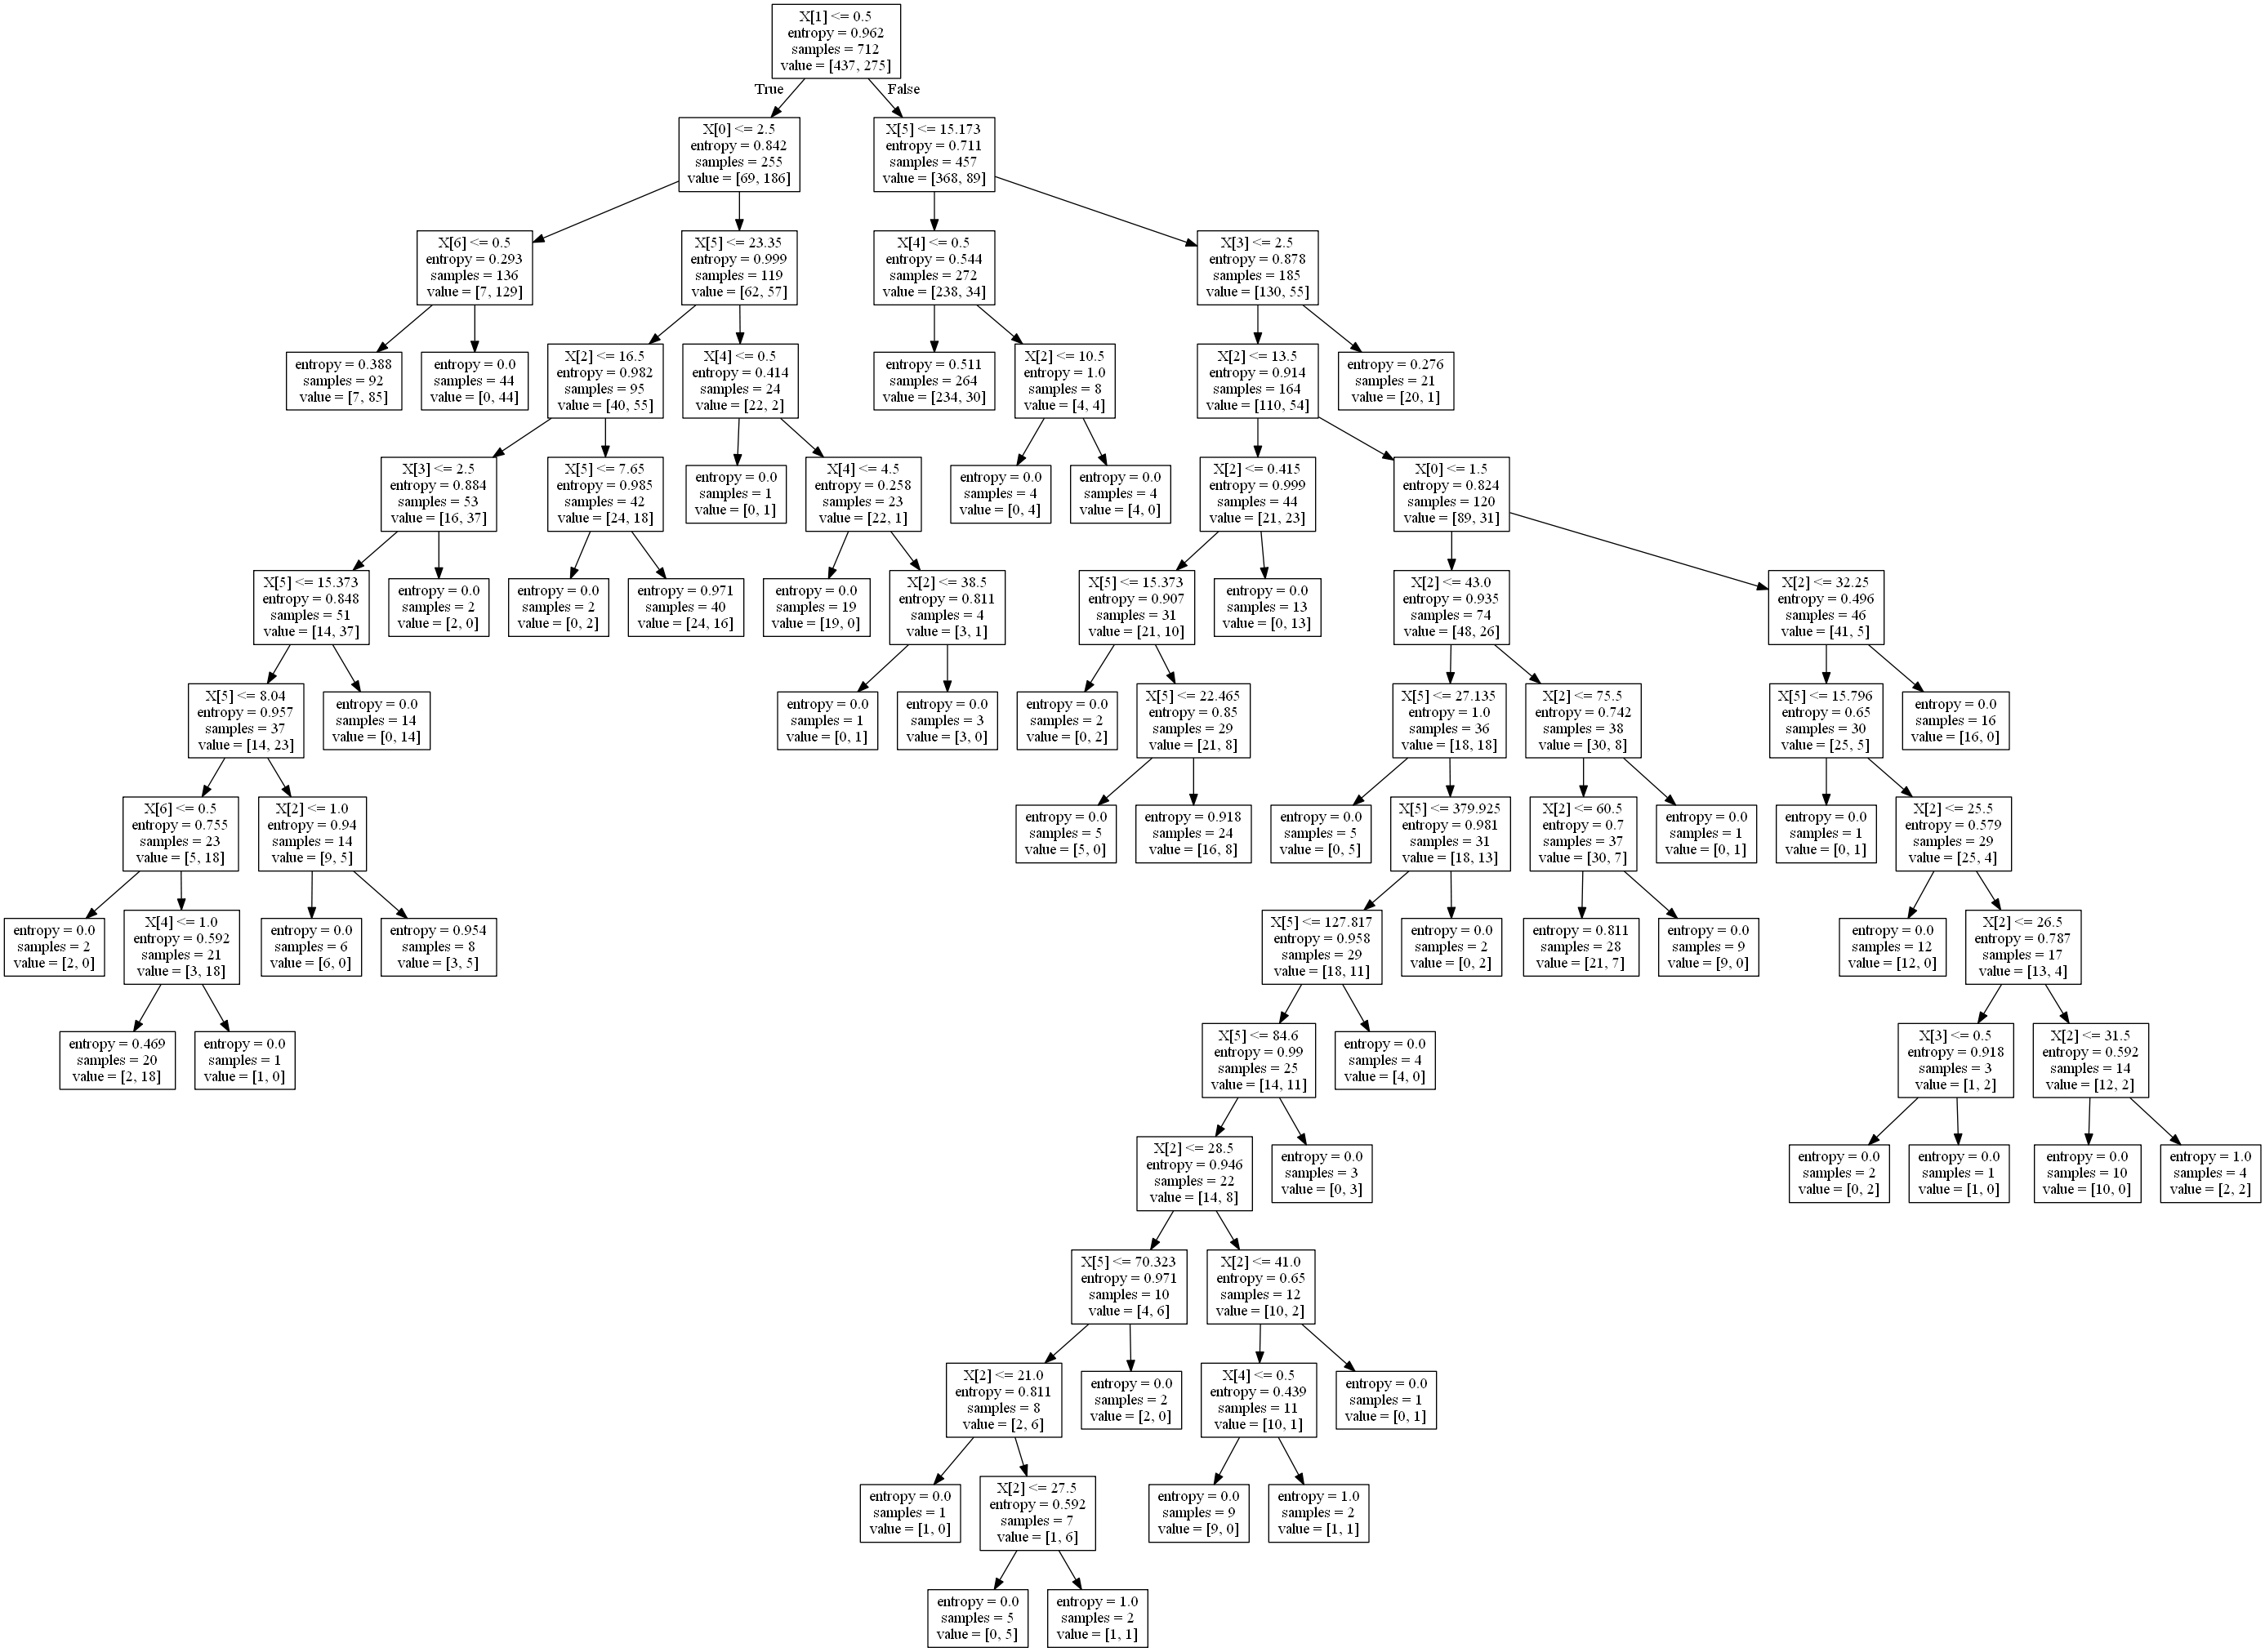 X[1] <= 0.5
entropy = 0.962
samples = 712
value = [437, 275]
True
False
X[0] <= 2.5
entropy = 0.842
samples = 255
value = [69, 186]
X[5] <= 15.173
entropy = 0.711
samples = 457
value = [368, 89]
X[6] <= 0.5
entropy = 0.293
samples = 136
value = [7, 129]
X[5] <= 23.35
entropy = 0.999
samples = 119
value = [62, 57]
X[4] <= 0.5
entropy = 0.544
samples = 272
value = [238, 34]
X[3] <= 2.5
entropy = 0.878
samples = 185
value = [130, 55]
entropy = 0.388
samples = 92
value = [7, 85]
entropy = 0.0
samples = 44
value = [0, 44]
X[2] <= 16.5
entropy = 0.982
samples = 95
value = [40, 55]
X[4] <= 0.5
entropy = 0.414
samples = 24
value = [22, 2]
entropy = 0.511
samples = 264
value = [234, 30]
X[2] <= 10.5
entropy = 1.0
samples = 8
value = [4, 4]
X[2] <= 13.5
entropy = 0.914
samples = 164
value = [110, 54]
entropy = 0.276
samples = 21
value = [20, 1]
X[3] <= 2.5
entropy = 0.884
samples = 53
value = [16, 37]
X[5] <= 7.65
entropy = 0.985
samples = 42
value = [24, 18]
entropy = 0.0
samples = 1
value = [0, 1]
X[4] <= 4.5
entropy = 0.258
samples = 23
value = [22, 1]
entropy = 0.0
samples = 4
value = [0, 4]
entropy = 0.0
samples = 4
value = [4, 0]
X[2] <= 0.415
entropy = 0.999
samples = 44
value = [21, 23]
X[0] <= 1.5
entropy = 0.824
samples = 120
value = [89, 31]
X[5] <= 15.373
entropy = 0.848
samples = 51
value = [14, 37]
entropy = 0.0
samples = 2
value = [2, 0]
entropy = 0.0
samples = 2
value = [0, 2]
entropy = 0.971
samples = 40
value = [24, 16]
entropy = 0.0
samples = 19
value = [19, 0]
X[2] <= 38.5
entropy = 0.811
samples = 4
value = [3, 1]
X[5] <= 15.373
entropy = 0.907
samples = 31
value = [21, 10]
entropy = 0.0
samples = 13
value = [0, 13]
X[2] <= 43.0
entropy = 0.935
samples = 74
value = [48, 26]
X[2] <= 32.25
entropy = 0.496
samples = 46
value = [41, 5]
X[5] <= 8.04
entropy = 0.957
samples = 37
value = [14, 23]
entropy = 0.0
samples = 14
value = [0, 14]
entropy = 0.0
samples = 1
value = [0, 1]
entropy = 0.0
samples = 3
value = [3, 0]
entropy = 0.0
samples = 2
value = [0, 2]
X[5] <= 22.465
entropy = 0.85
samples = 29
value = [21, 8]
X[5] <= 27.135
entropy = 1.0
samples = 36
value = [18, 18]
X[2] <= 75.5
entropy = 0.742
samples = 38
value = [30, 8]
X[5] <= 15.796
entropy = 0.65
samples = 30
value = [25, 5]
entropy = 0.0
samples = 16
value = [16, 0]
X[6] <= 0.5
entropy = 0.755
samples = 23
value = [5, 18]
X[2] <= 1.0
entropy = 0.94
samples = 14
value = [9, 5]
entropy = 0.0
samples = 5
value = [5, 0]
entropy = 0.918
samples = 24
value = [16, 8]
entropy = 0.0
samples = 5
value = [0, 5]
X[5] <= 379.925
entropy = 0.981
samples = 31
value = [18, 13]
X[2] <= 60.5
entropy = 0.7
samples = 37
value = [30, 7]
entropy = 0.0
samples = 1
value = [0, 1]
entropy = 0.0
samples = 1
value = [0, 1]
X[2] <= 25.5
entropy = 0.579
samples = 29
value = [25, 4]
entropy = 0.0
samples = 2
value = [2, 0]
X[4] <= 1.0
entropy = 0.592
samples = 21
value = [3, 18]
entropy = 0.0
samples = 6
value = [6, 0]
entropy = 0.954
samples = 8
value = [3, 5]
X[5] <= 127.817
entropy = 0.958
samples = 29
value = [18, 11]
entropy = 0.0
samples = 2
value = [0, 2]
entropy = 0.811
samples = 28
value = [21, 7]
entropy = 0.0
samples = 9
value = [9, 0]
entropy = 0.0
samples = 12
value = [12, 0]
X[2] <= 26.5
entropy = 0.787
samples = 17
value = [13, 4]
entropy = 0.469
samples = 20
value = [2, 18]
entropy = 0.0
samples = 1
value = [1, 0]
X[5] <= 84.6
entropy = 0.99
samples = 25
value = [14, 11]
entropy = 0.0
samples = 4
value = [4, 0]
X[3] <= 0.5
entropy = 0.918
samples = 3
value = [1, 2]
X[2] <= 31.5
entropy = 0.592
samples = 14
value = [12, 2]
X[2] <= 28.5
entropy = 0.946
samples = 22
value = [14, 8]
entropy = 0.0
samples = 3
value = [0, 3]
entropy = 0.0
samples = 2
value = [0, 2]
entropy = 0.0
samples = 1
value = [1, 0]
entropy = 0.0
samples = 10
value = [10, 0]
entropy = 1.0
samples = 4
value = [2, 2]
X[5] <= 70.323
entropy = 0.971
samples = 10
value = [4, 6]
X[2] <= 41.0
entropy = 0.65
samples = 12
value = [10, 2]
X[2] <= 21.0
entropy = 0.811
samples = 8
value = [2, 6]
entropy = 0.0
samples = 2
value = [2, 0]
X[4] <= 0.5
entropy = 0.439
samples = 11
value = [10, 1]
entropy = 0.0
samples = 1
value = [0, 1]
entropy = 0.0
samples = 1
value = [1, 0]
X[2] <= 27.5
entropy = 0.592
samples = 7
value = [1, 6]
entropy = 0.0
samples = 9
value = [9, 0]
entropy = 1.0
samples = 2
value = [1, 1]
entropy = 0.0
samples = 5
value = [0, 5]
entropy = 1.0
samples = 2
value = [1, 1]